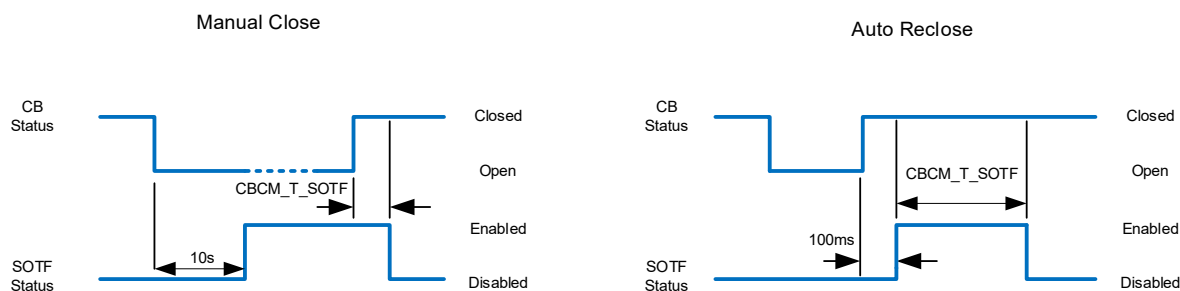 Manual Close
CB
Status
Closed
Open
CBCM_T_SOTF
Enabled
10s
SOTF
Status
Disabled
Auto Reclose
CB
Status
Closed
Open
CBCM_T_SOTF
Enabled
100ms
SOTF
Status
Disabled